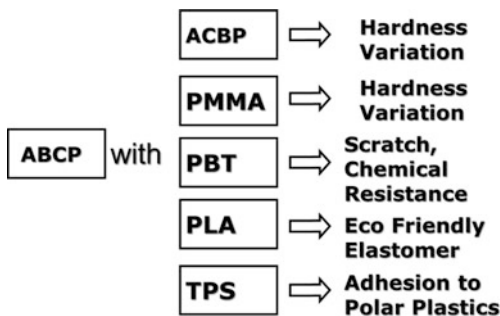 ACBP
Hardness
Variation
PMMA
Hardness
Variation
ABCP with
PBT
Scratch,
Chemical
Resistance
PLA
Eco Friendly
Elastomer
TPS
Adhesion to
Polar Plastics